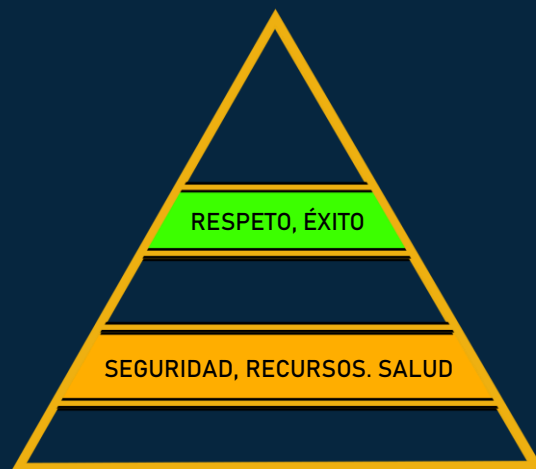 RESPETO, ÉXITO
SEGURIDAD, RECURSOS. SALUD